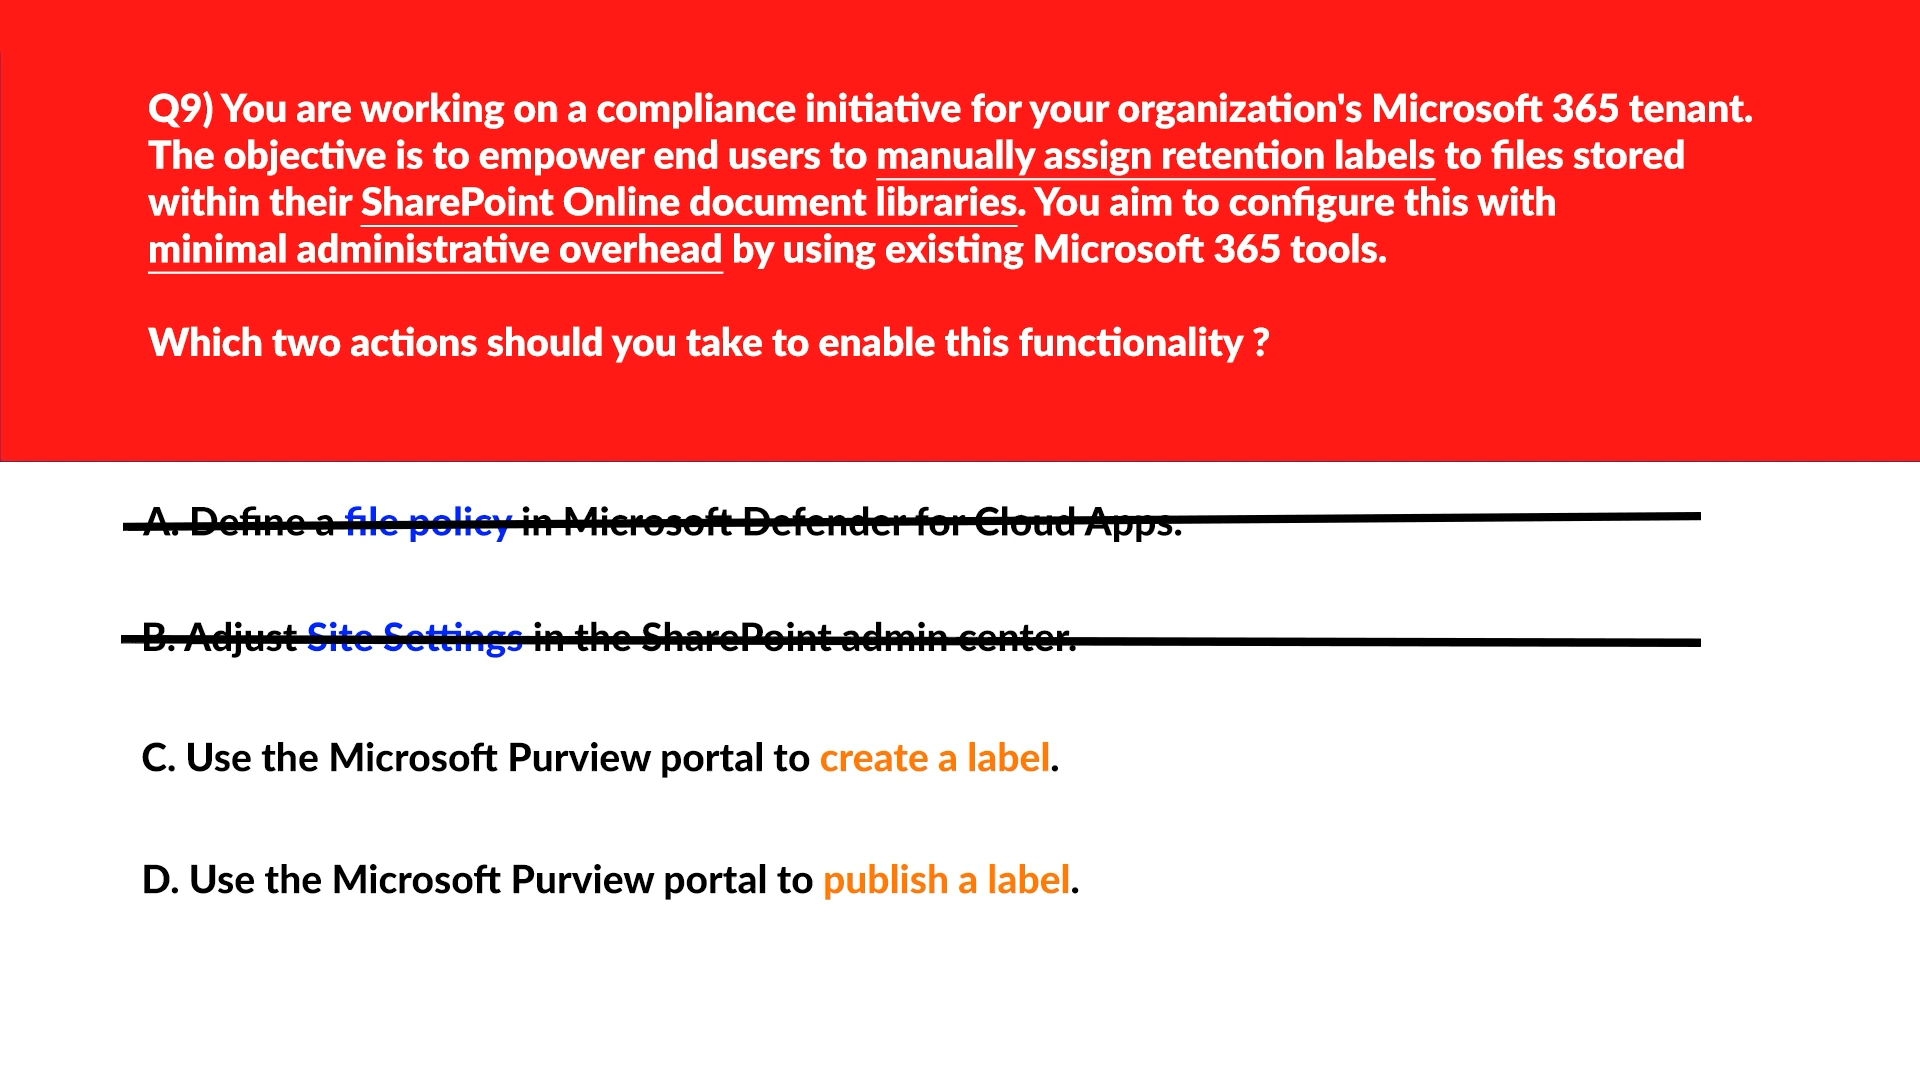 Q9) You are working on a compliance initiative for your organization's Microsoft 365 tenant.
The objective is to empower end users to manually assign retention labels to files stored
within their SharePoint Online document libraries. You aim to configure this with
minimal administrative overhead by using existing Microsoft 365 tools.
Which two actions should you take to enable this functionality ?
A. Define a file policy in Microsoft Defender for Cloud Apps.
B. Adjust Site Settings in the SharePoint admin center.
C. Use the Microsoft Purview portal to create a label.
D. Use the Microsoft Purview portal to publish a label.